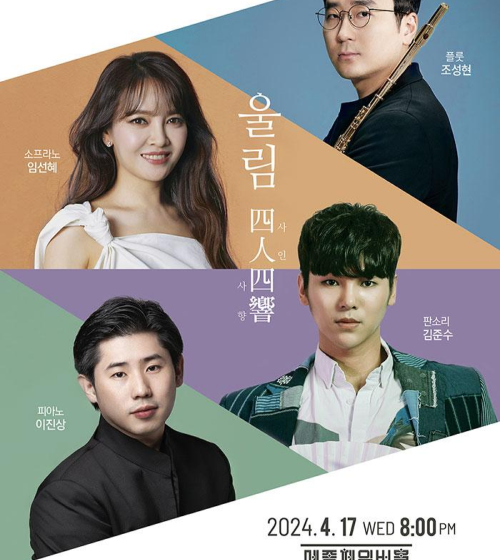 플룻
조성현
소프라노
임선혜
울림
四人四響
사인
사향
판소리
김준수
피아노
이진상
2024.4.17 WED 8:00 PM